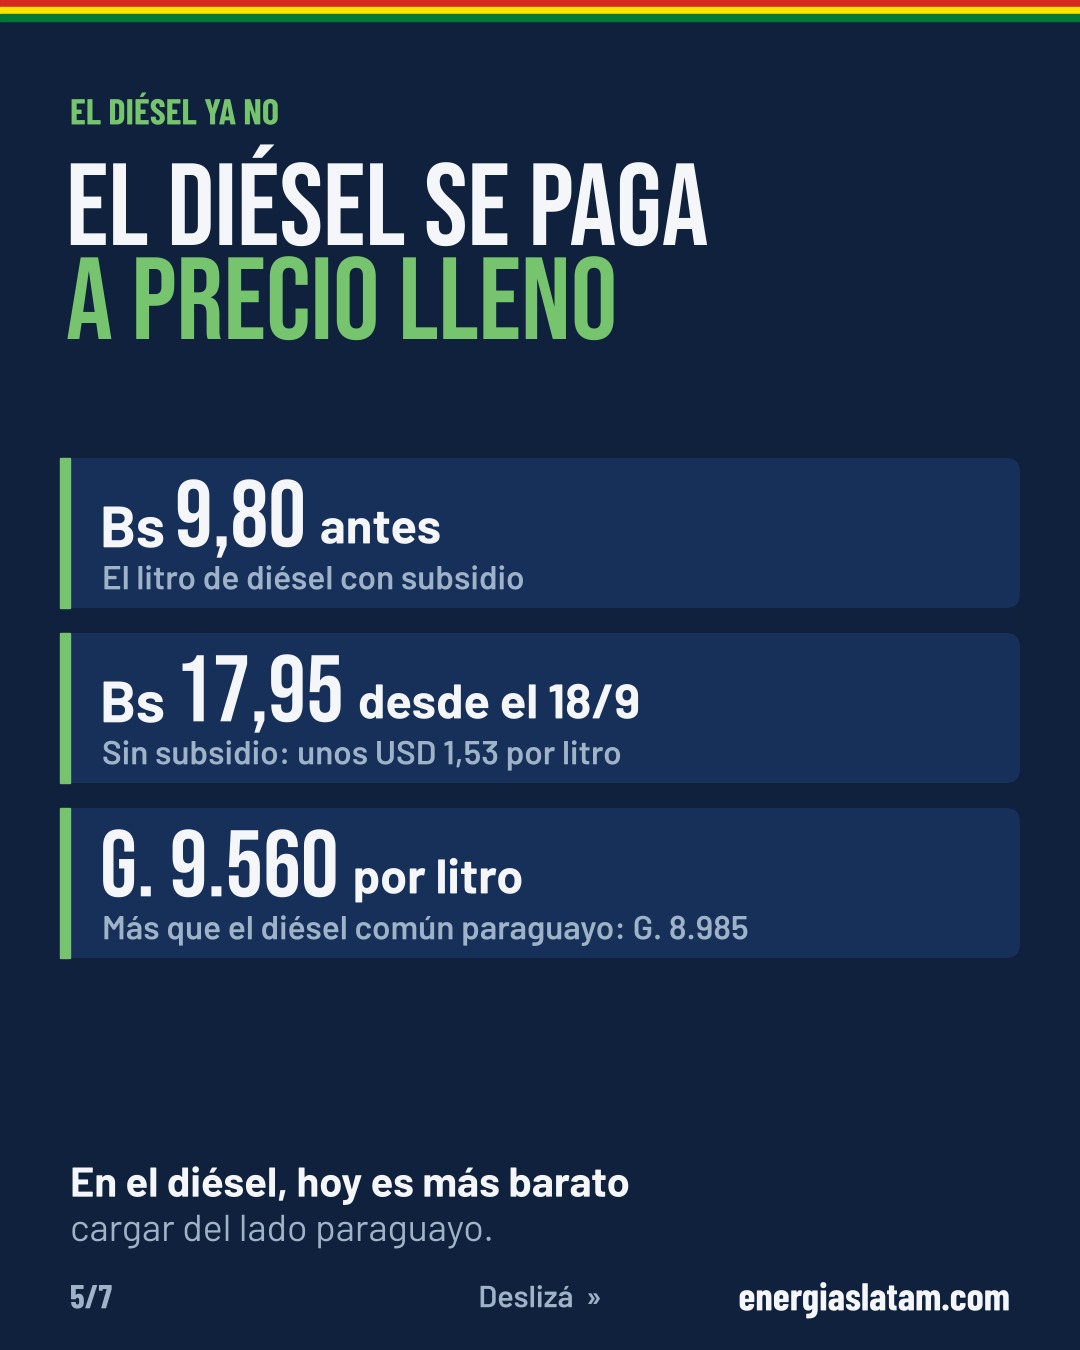 EL DIÉSEL YA NO
EL DIÉSEL SE PAGA
A PRECIO LLENO
Bs 9,80 antes
El litro de diésel con subsidio
Bs 17,95 desde el 18/9
Sin subsidio: unos USD 1,53 por litro
G. 9.560 por litro
Más que el diésel común paraguayo: G. 8.985
En el diésel, hoy es más barato
cargar del lado paraguayo.
5/7 Deslizá » energiaslatam.com